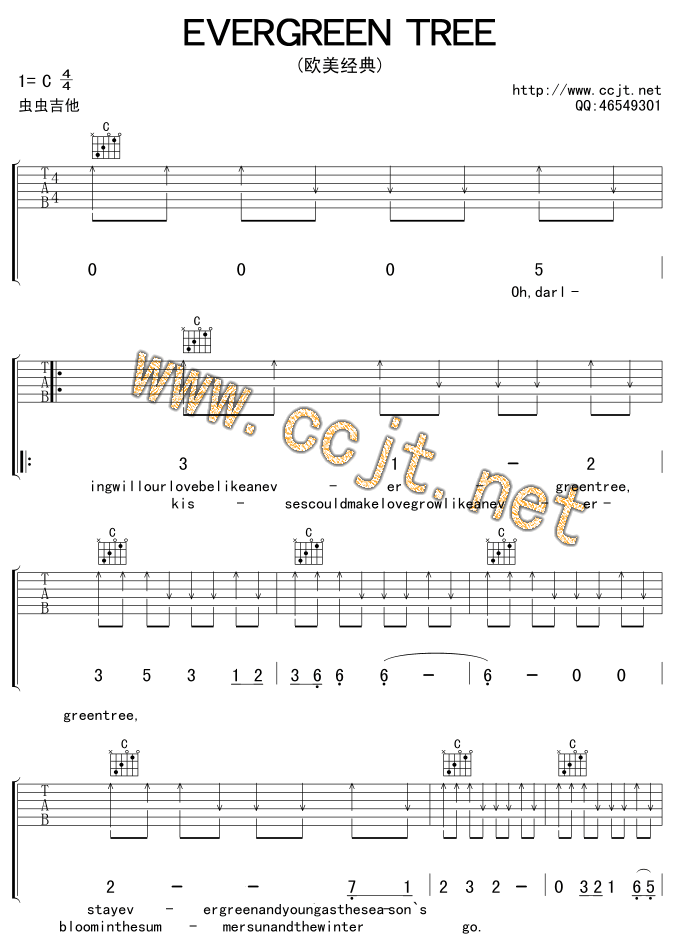 EVERGREEN TREE
(欧美经典)
1= C 4/4
http://www.ccjt.net
虫虫吉他
QQ:46549301
C
T A B 4 4
0 0 0 5
Oh,darl-
C
T A B
www.ccjt.net
3 1 - 2
ingwillourlovebelikeanev - er - greentree,
kis - sescouldmakelovegrowlikeanev - er-
C C C
T A B
3 5 3 1 2 3 6 6 6 - 6 - 0 0
greentree,
C C C
T A B
2 - - 7 1 2 3 2 - 0 3 2 1 6 5
stayev - ergreenandyoungasthesea-son`s
bloominthesum - mersunandthewinter go.